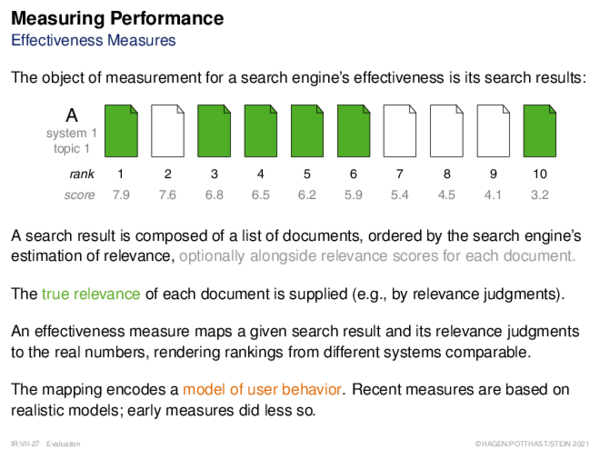 Measuring Performance
Effectiveness Measures
The object of measurement for a search engine's effectiveness is its search results:
A
system 1
topic 1
rank 1 2 3 4 5 6 7 8 9 10
score 7.9 7.6 6.8 6.5 6.2 5.9 5.4 4.5 4.1 3.2
A search result is composed of a list of documents, ordered by the search engine's
estimation of relevance, optionally alongside relevance scores for each document.
The true relevance of each document is supplied (e.g., by relevance judgments).
An effectiveness measure maps a given search result and its relevance judgments
to the real numbers, rendering rankings from different systems comparable.
The mapping encodes a model of user behavior. Recent measures are based on
realistic models; early measures did less so.
IR:VII-27 Evaluation ©HAGEN/POTTHAST/STEIN 2021